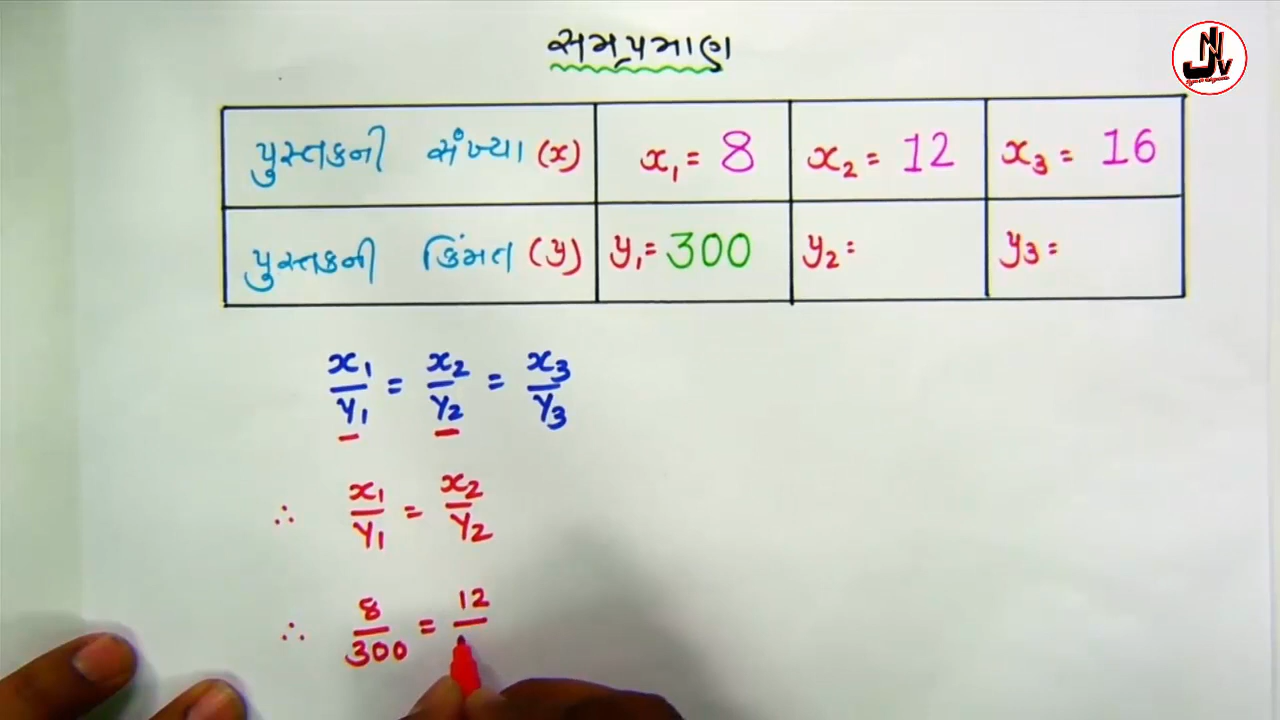 સમપ્રમાણ
પુસ્તકની સંખ્યા (x) x₁ = 8 x₂ = 12 x₃ = 16
પુસ્તકની કિંમત (y) y₁ = 300 y₂ = y₃ =
x₁/y₁ = x₂/y₂ = x₃/y₃
∴ x₁/y₁ = x₂/y₂
∴ 8/300 = 12/
JNV